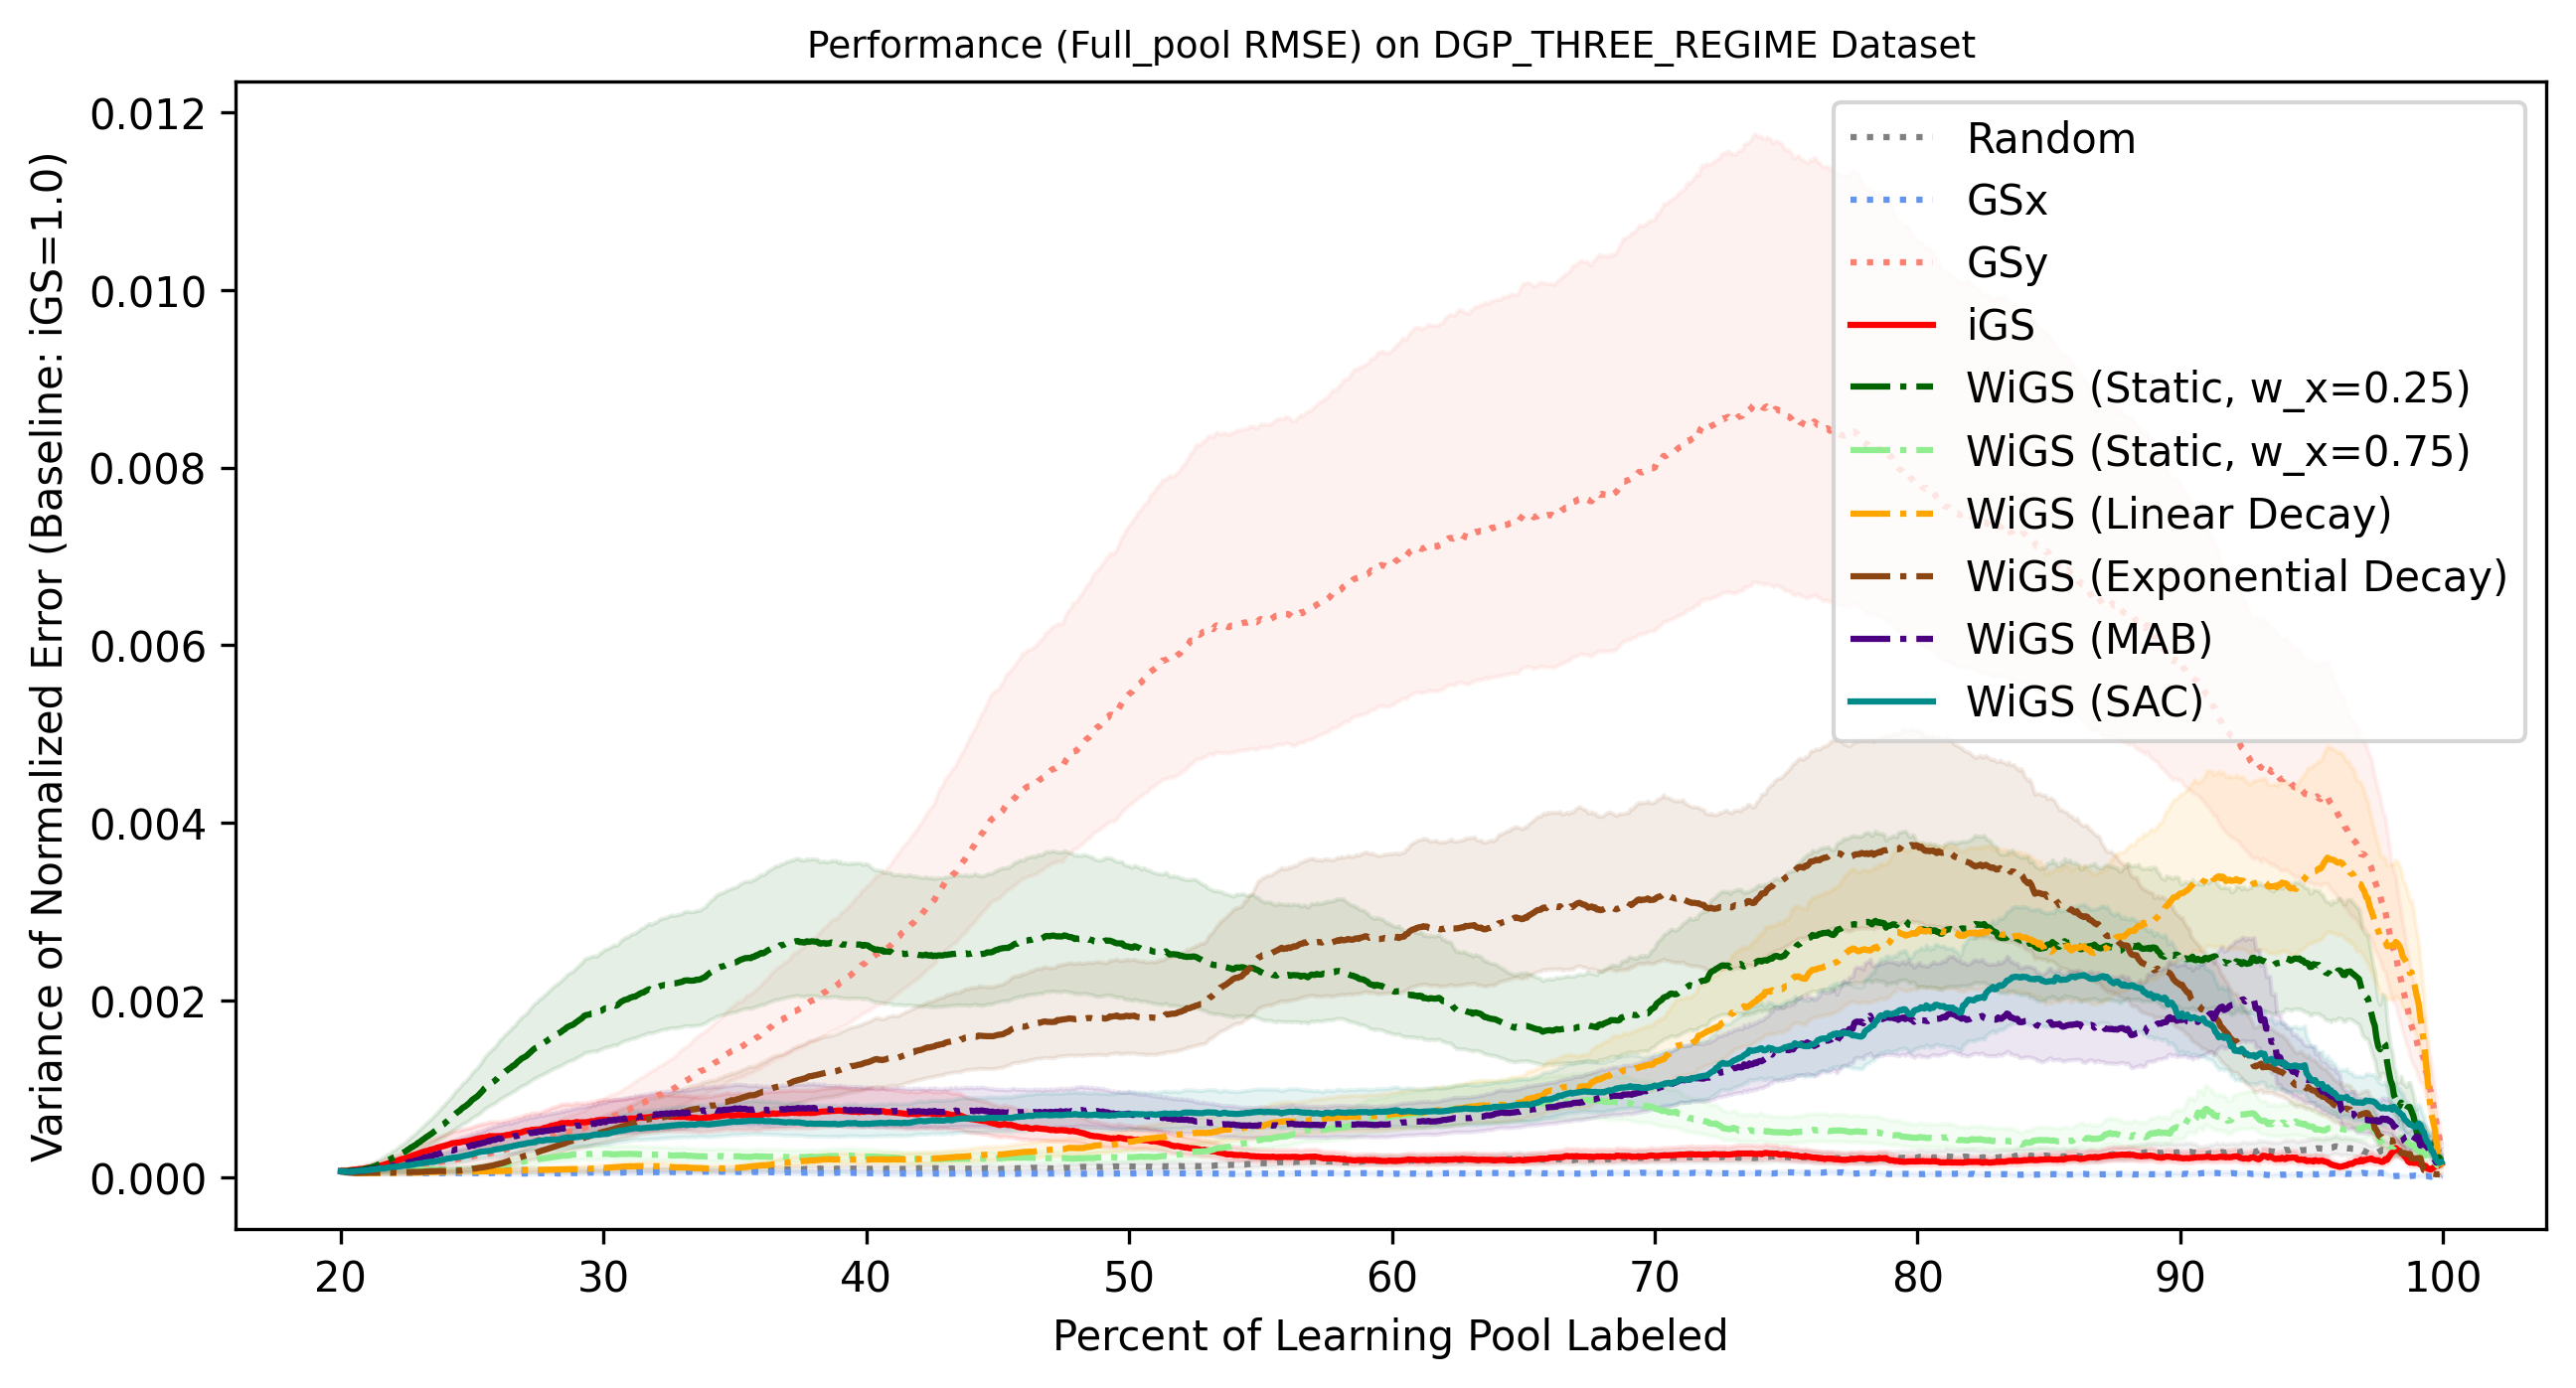 Performance (Full_pool RMSE) on DGP_THREE_REGIME Dataset
Variance of Normalized Error (Baseline: iGS=1.0)
0.012
0.010
0.008
0.006
0.004
0.002
0.000
Random
GSx
GSy
iGS
WiGS (Static, w_x=0.25)
WiGS (Static, w_x=0.75)
WiGS (Linear Decay)
WiGS (Exponential Decay)
WiGS (MAB)
WiGS (SAC)
20 30 40 50 60 70 80 90 100
Percent of Learning Pool Labeled